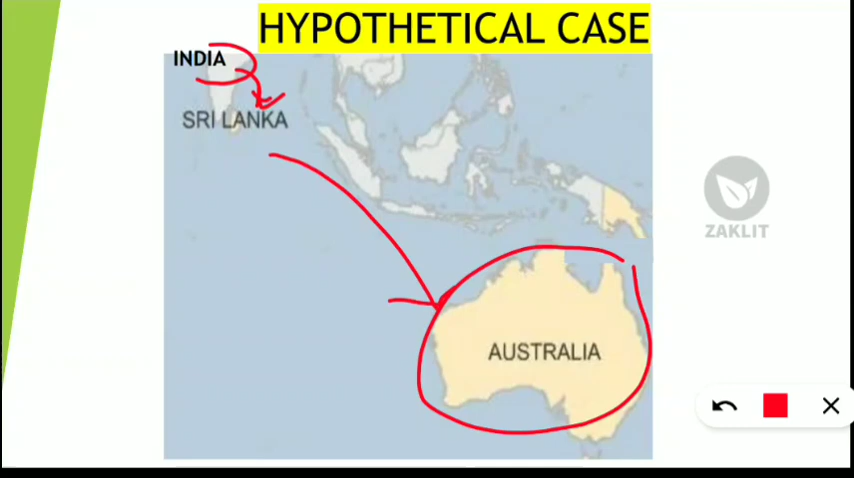 HYPOTHETICAL CASE
INDIA
SRI LANKA
ZAKLIT
AUSTRALIA